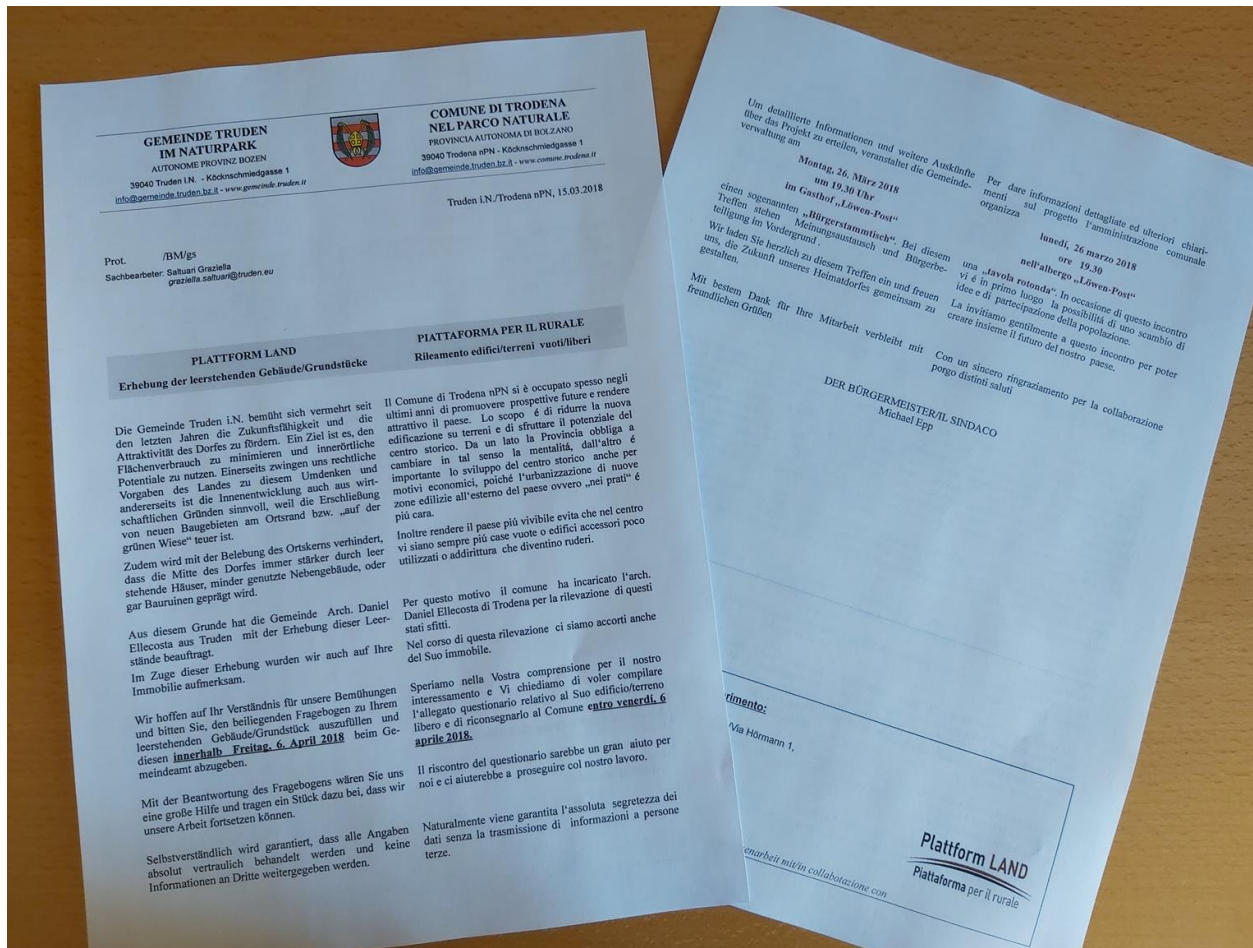 GEMEINDE TRUDEN
IM NATURPARK
AUTONOME PROVINZ BOZEN
39040 Truden i.N. - Köcknschmiedgasse 1
info@gemeinde.truden.bz.it - www.gemeinde.truden.it
COMUNE DI TRODENA
NEL PARCO NATURALE
PROVINCIA AUTONOMA DI BOLZANO
39040 Trodena nPN - Köcknschmiedgasse 1
info@gemeinde.truden.bz.it - www.comune.trodena.it
Truden i.N./Trodena nPN, 15.03.2018
Prot. /BM/gs
Sachbearbeiter: Saltuari Graziella
graziella.saltuari@truden.eu
PLATTFORM LAND
Erhebung der leerstehenden Gebäude/Grundstücke
PIATTAFORMA PER IL RURALE
Rileamento edifici/terreni vuoti/liberi
Die Gemeinde Truden i.N. bemüht sich vermehrt seit
den letzten Jahren die Zukunftsfähigkeit und die
Attraktivität des Dorfes zu fördern. Ein Ziel ist es, den
Flächenverbrauch zu minimieren und innerörtliche
Potentiale zu nutzen. Einerseits zwingen uns rechtliche
Vorgaben des Landes zu diesem Umdenken und
andererseits ist die Innenentwicklung auch aus wirt-
schaftlichen Gründen sinnvoll, weil die Erschließung
von neuen Baugebieten am Ortsrand bzw. „auf der
grünen Wiese“ teuer ist.
Zudem wird mit der Belebung des Ortskerns verhindert,
dass die Mitte des Dorfes immer stärker durch leer
stehende Häuser, minder genutzte Nebengebäude, oder
gar Bauruinen geprägt wird.
Aus diesem Grunde hat die Gemeinde Arch. Daniel
Ellecosta aus Truden mit der Erhebung dieser Leer-
stände beauftragt.
Im Zuge dieser Erhebung wurden wir auch auf Ihre
Immobilie aufmerksam.
Wir hoffen auf Ihr Verständnis für unsere Bemühungen
und bitten Sie, den beiliegenden Fragebogen zu Ihrem
leerstehenden Gebäude/Grundstück auszufüllen und
diesen innerhalb Freitag, 6. April 2018 beim Ge-
meindeamt abzugeben.
Mit der Beantwortung des Fragebogens wären Sie uns
eine große Hilfe und tragen ein Stück dazu bei, dass wir
unsere Arbeit fortsetzen können.
Selbstverständlich wird garantiert, dass alle Angaben
absolut vertraulich behandelt werden und keine
Informationen an Dritte weitergegeben werden.
Il Comune di Trodena nPN si è occupato spesso negli
ultimi anni di promuovere prospettive future e rendere
attrattivo il paese. Lo scopo é di ridurre la nuova
edificazione su terreni e di sfruttare il potenziale del
centro storico. Da un lato la Provincia obbliga a
cambiare in tal senso la mentalitá, dall'altro é
importante lo sviluppo del centro storico anche per
motivi economici, poiché l'urbanizzazione di nuove
zone edilizie all'esterno del paese ovvero „nei prati“ é
piú cara.
Inoltre rendere il paese piú vivibile evita che nel centro
vi siano sempre piú case vuote o edifici accessori poco
utilizzati o addirittura che diventino ruderi.
Per questo motivo il comune ha incaricato l'arch.
Daniel Ellecosta di Trodena per la rilevazione di questi
stati sfitti.
Nel corso di questa rilevazione ci siamo accorti anche
del Suo immobile.
Speriamo nella Vostra comprensione per il nostro
interessamento e Vi chiediamo di voler compilare
l'allegato questionario relativo al Suo edificio/terreno
libero e di riconsegnarlo al Comune entro venerdí, 6
aprile 2018.
Il riscontro del questionario sarebbe un gran aiuto per
noi e ci aiuterebbe a proseguire col nostro lavoro.
Naturalmente viene garantita l'assoluta segretezza dei
dati senza la trasmissione di informazioni a persone
terze.
Um detaillierte Informationen und weitere Auskünfte
über das Projekt zu erteilen, veranstaltet die Gemeinde-
verwaltung am
Montag, 26. März 2018
um 19,30 Uhr
im Gasthof „Löwen-Post“
einen sogenannten „Bürgerstammtisch“. Bei diesem
Treffen stehen Meinungsaustausch und Bürgerbe-
teiligung im Vordergrund .
Wir laden Sie herzlich zu diesem Treffen ein und freuen
uns, die Zukunft unseres Heimatdorfes gemeinsam zu
gestalten.
Mit bestem Dank für Ihre Mitarbeit verbleibt mit
freundlichen Grüßen
Per dare informazioni dettagliate ed ulteriori chiari-
menti sul progetto l'amministrazione comunale
organizza
lunedí, 26 marzo 2018
ore 19.30
nell'albergo „Löwen-Post“
una „tavola rotonda“. In occasione di questo incontro
vi é in primo luogo la possibilitá di uno scambio di
idee e di partecipazione della popolazione.
La invitiamo gentilmente a questo incontro per poter
creare insieme il futuro del nostro paese.
Con un sincero ringraziamento per la collaborazione
porgo distinti saluti
DER BÜRGERMEISTER/IL SINDACO
Michael Epp
rimento:
/Via Hörmann 1,
enarbeit mit/in collabotazione con
Plattform LAND
Piattaforma per il rurale